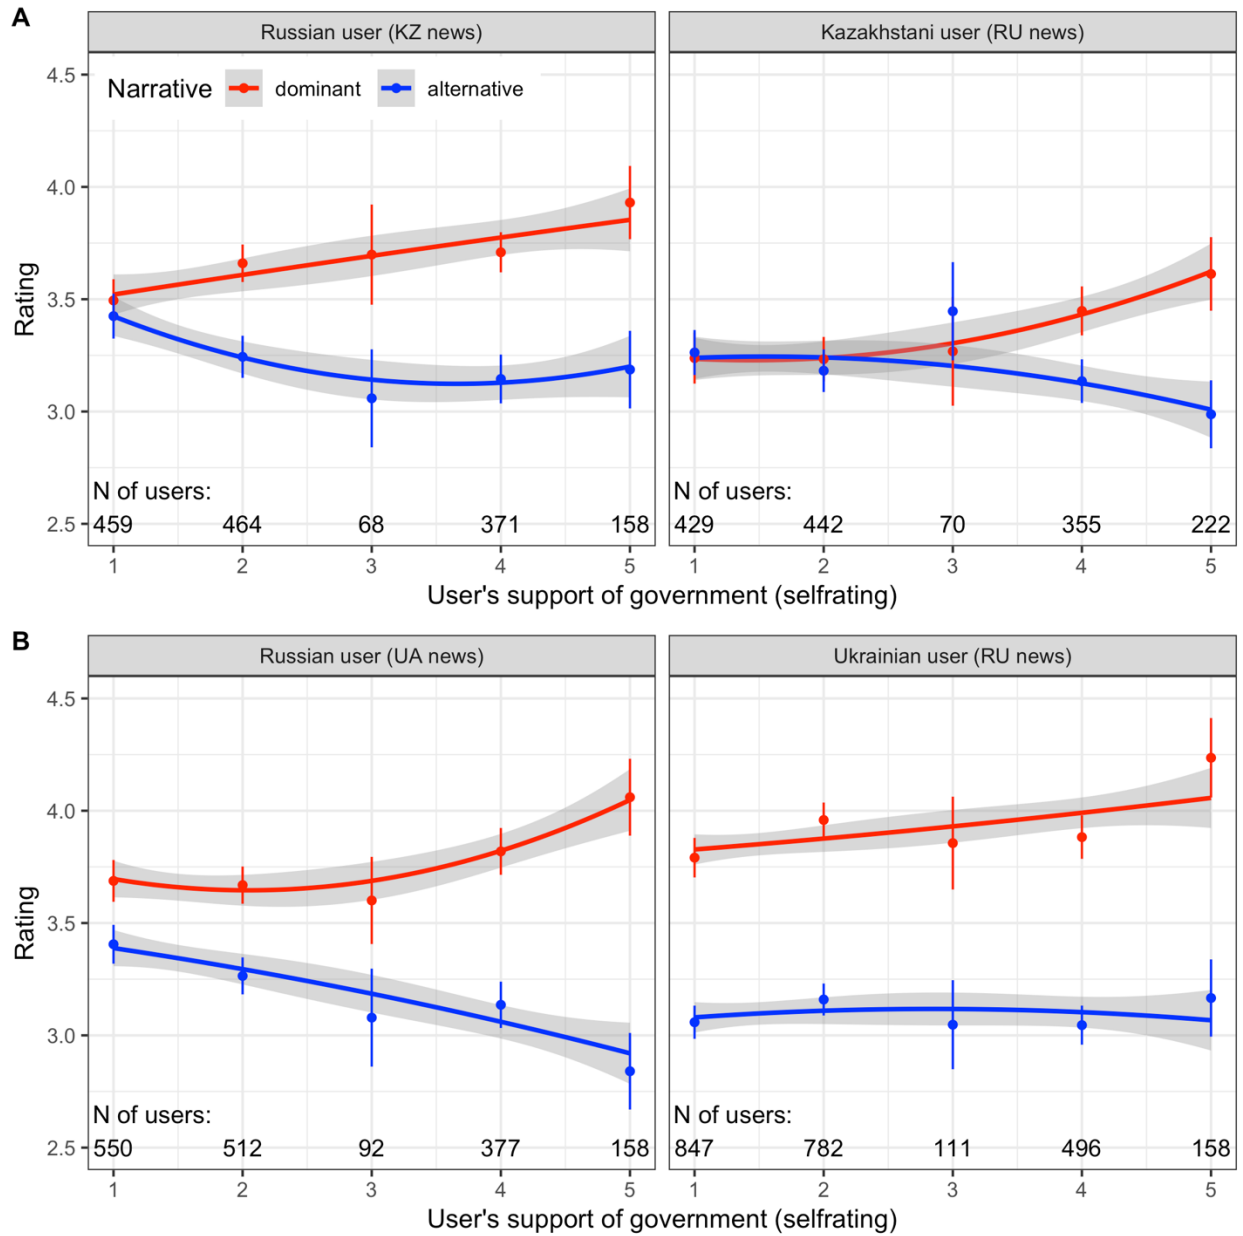 A
Russian user (KZ news)
Kazakhstani user (RU news)
Narrative dominant alternative
4.5
4.0
3.5
3.0
2.5
Rating
N of users:
459 464 68 371 158
N of users:
429 442 70 355 222
1 2 3 4 5
1 2 3 4 5
User's support of government (selfrating)
B
Russian user (UA news)
Ukrainian user (RU news)
4.5
4.0
3.5
3.0
2.5
Rating
N of users:
550 512 92 377 158
N of users:
847 782 111 496 158
1 2 3 4 5
1 2 3 4 5
User's support of government (selfrating)